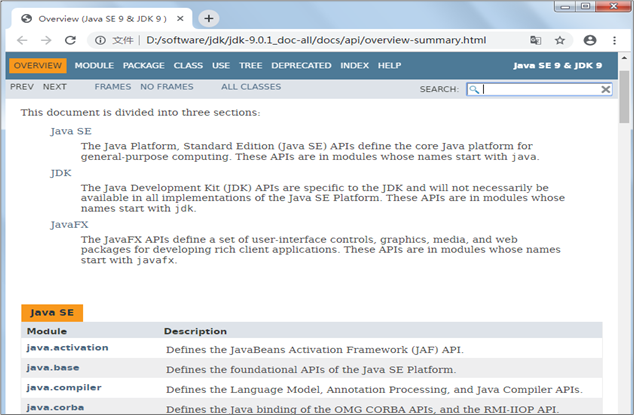 Overview (Java SE 9 & JDK 9 )
文件 D:/software/jdk/jdk-9.0.1_doc-all/docs/api/overview-summary.html
OVERVIEW MODULE PACKAGE CLASS USE TREE DEPRECATED INDEX HELP Java SE 9 & JDK 9
PREV NEXT FRAMES NO FRAMES ALL CLASSES SEARCH:
This document is divided into three sections:
Java SE
The Java Platform, Standard Edition (Java SE) APIs define the core Java platform for
general-purpose computing. These APIs are in modules whose names start with java.
JDK
The Java Development Kit (JDK) APIs are specific to the JDK and will not necessarily be
available in all implementations of the Java SE Platform. These APIs are in modules whose
names start with jdk.
JavaFX
The JavaFX APIs define a set of user-interface controls, graphics, media, and web
packages for developing rich client applications. These APIs are in modules whose names
start with javafx.
Java SE
Module Description
java.activation Defines the JavaBeans Activation Framework (JAF) API.
java.base Defines the foundational APIs of the Java SE Platform.
java.compiler Defines the Language Model, Annotation Processing, and Java Compiler APIs.
java.corba Defines the Java binding of the OMG CORBA APIs, and the RMI-IIOP API.